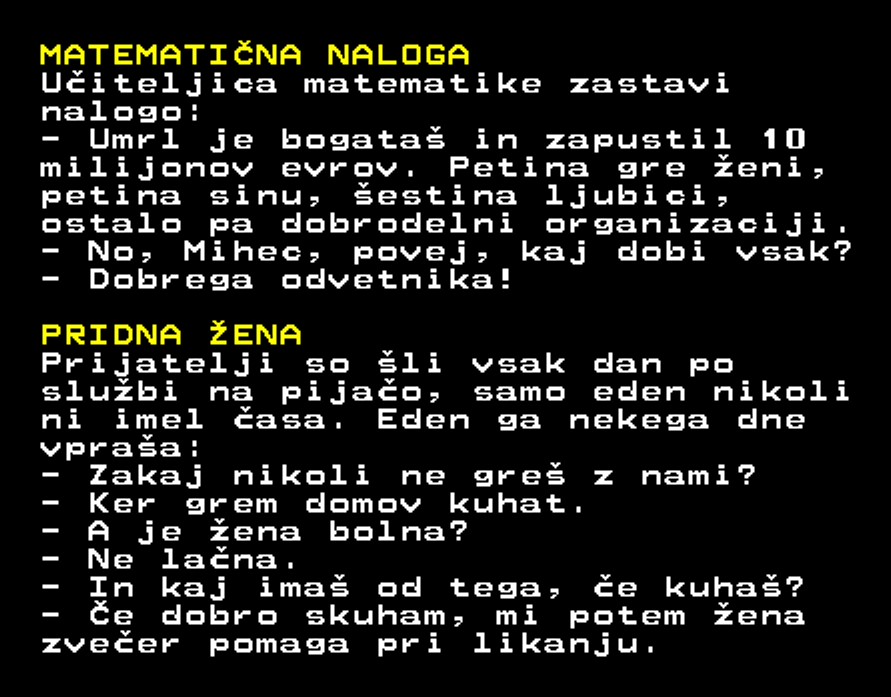 MATEMATIČNA NALOGA
Učiteljica matematike zastavi
nalogo:
- Umrl je bogataš in zapustil 10
milijonov evrov. Petina gre ženi,
petina sinu, šestina ljubici,
ostalo pa dobrodelni organizaciji.
- No, Mihec, povej, kaj dobi vsak?
- Dobrega odvetnika!
PRIDNA ŽENA
Prijatelji so šli vsak dan po
službi na pijačo, samo eden nikoli
ni imel časa. Eden ga nekega dne
vpraša:
- Zakaj nikoli ne greš z nami?
- Ker grem domov kuhat.
- A je žena bolna?
- Ne lačna.
- In kaj imaš od tega, če kuhaš?
- Če dobro skuham, mi potem žena
zvečer pomaga pri likanju.